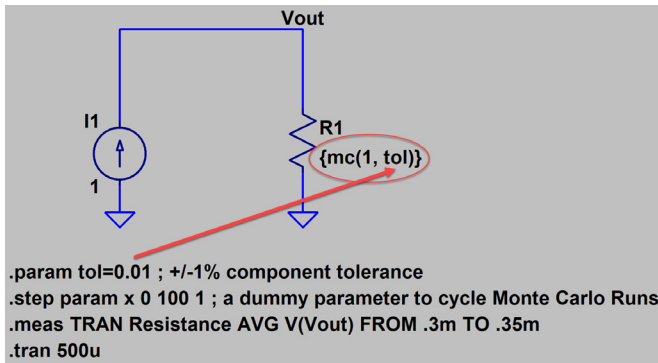 Vout
I1
R1
{mc(1, tol)}
1
.param tol=0.01 ; +/-1% component tolerance
.step param x 0 100 1 ; a dummy parameter to cycle Monte Carlo Runs
.meas TRAN Resistance AVG V(Vout) FROM .3m TO .35m
.tran 500u